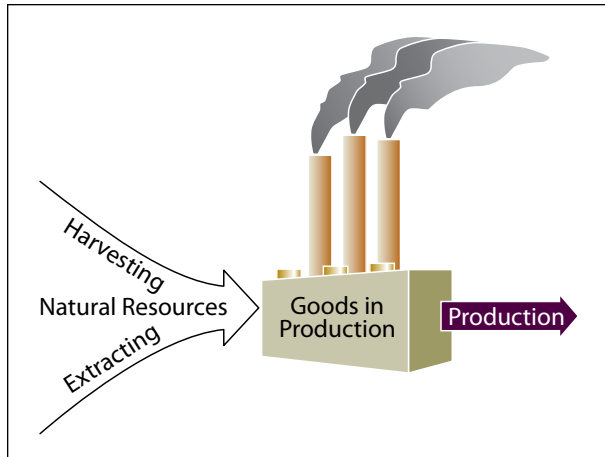 Harvesting
Natural Resources
Extracting
Goods in
Production
Production